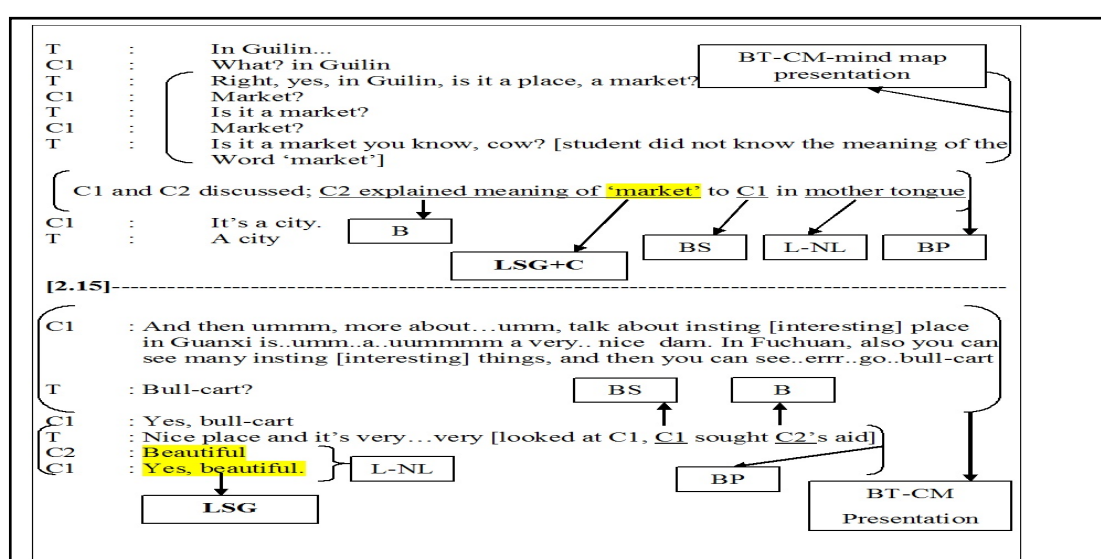 T : In Guilin...
C1 : What? in Guilin
BT-CM-mind map
presentation
T : Right, yes, in Guilin, is it a place, a market?
C1 : Market?
T : Is it a market?
C1 : Market?
T : Is it a market you know, cow? [student did not know the meaning of the
Word ‘market’]
C1 and C2 discussed; C2 explained meaning of ‘market’ to C1 in mother tongue
C1 : It’s a city.
T : A city
B
BS
L-NL
BP
LSG+C
[2.15]--------------------------------------------------------------------------------
C1 : And then ummm, more about…umm, talk about insting [interesting] place
in Guanxi is..umm..a..uummmm a very.. nice dam. In Fuchuan, also you can
see many insting [interesting] things, and then you can see..errr..go..bull-cart
T : Bull-cart?
BS
B
C1 : Yes, bull-cart
T : Nice place and it’s very…very [looked at C1, C1 sought C2’s aid]
C2 : Beautiful
C1 : Yes, beautiful.
L-NL
BP
LSG
BT-CM
Presentation